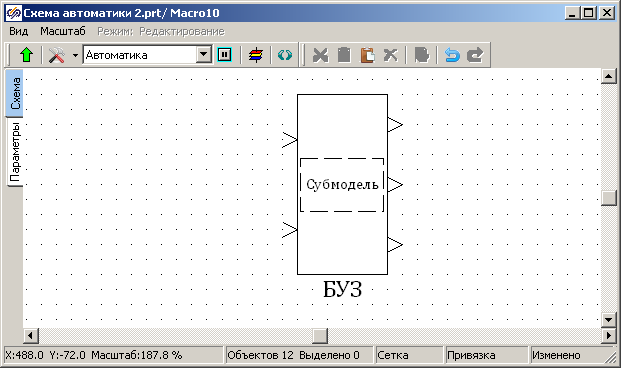 Схема автоматики 2.prt/ Macro10
Вид Масштаб Режим: Редактирование
Автоматика
Схема
Параметры
Субмодель
БУЗ
X:488.0 Y:-72.0 Масштаб:187.8 % Объектов 12 Выделено 0 Сетка Привязка Изменено